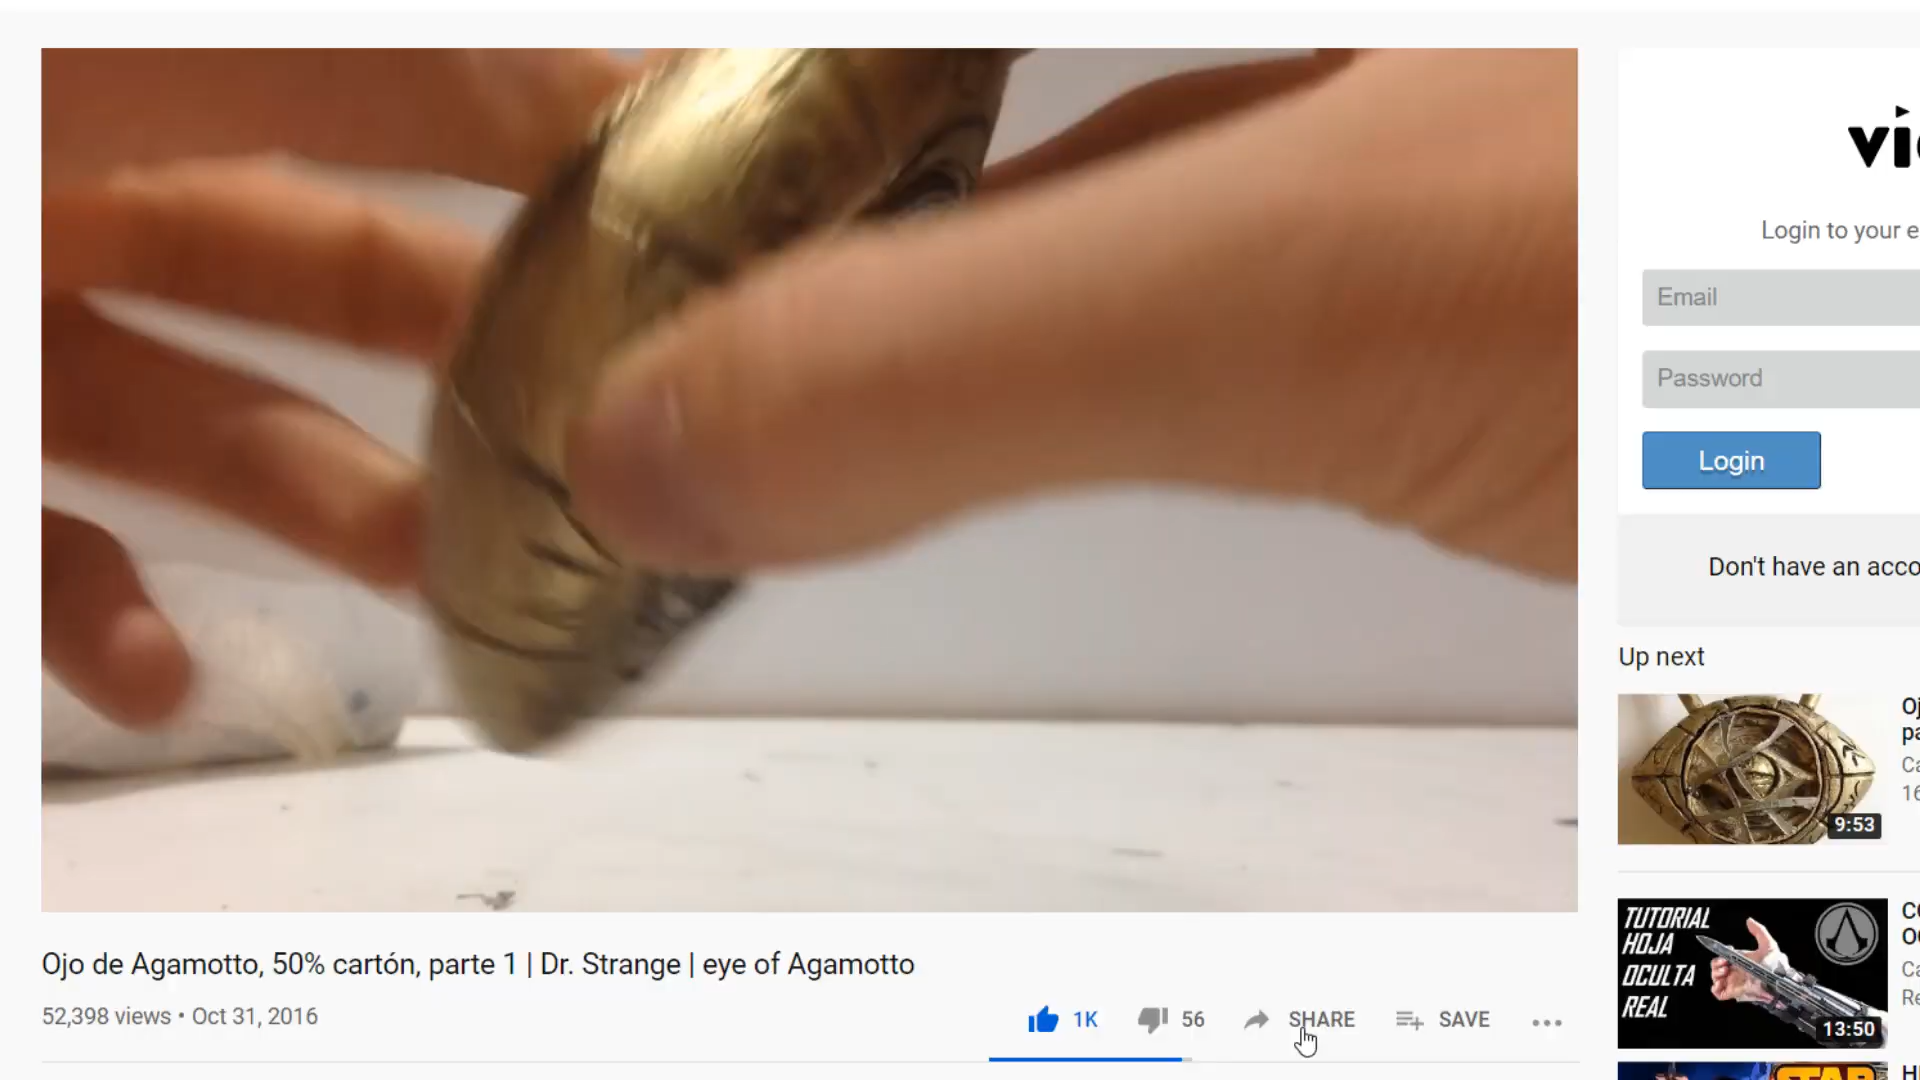 Login to your e
Email
Password
Login
Don't have an acco
Up next
9:53
TUTORIAL
HOJA
OCULTA
REAL
13:50
Ojo de Agamotto, 50% cartón, parte 1 | Dr. Strange | eye of Agamotto
52,398 views • Oct 31, 2016
1K
56
SHARE
SAVE